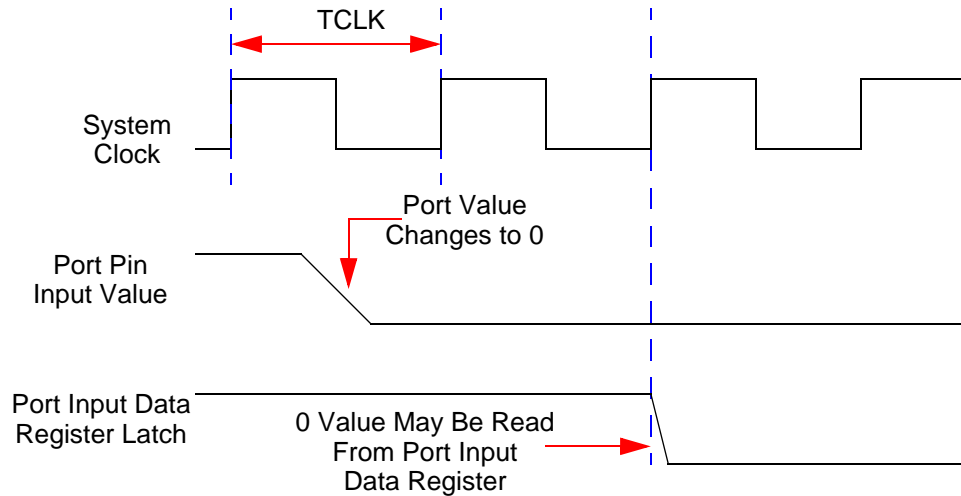 TCLK
System
Clock
Port Value
Changes to 0
Port Pin
Input Value
Port Input Data
Register Latch
0 Value May Be Read
From Port Input
Data Register